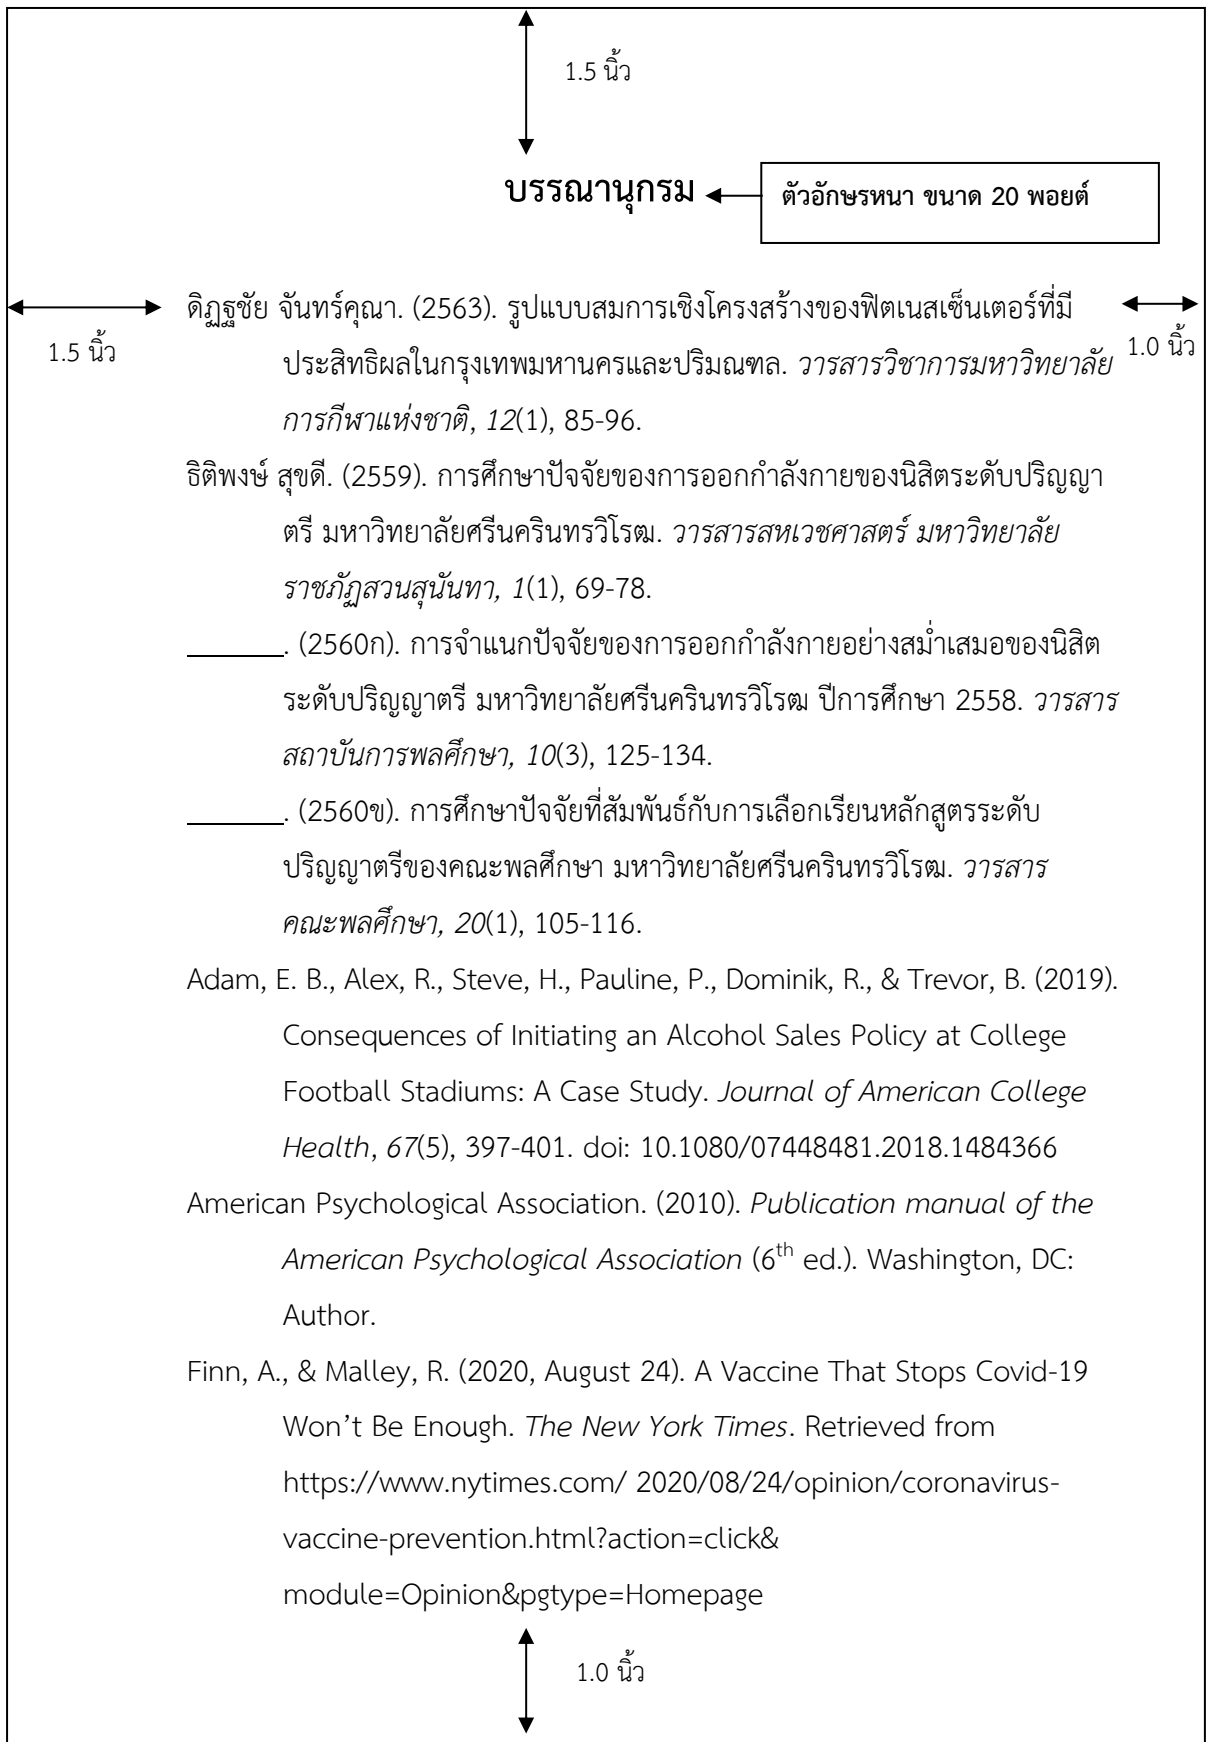 1.5 นิ้ว
บรรณานุกรม
ตัวอักษรหนา ขนาด 20 พอยต์
ดิฏฐชัย จันทร์คุณา. (2563). รูปแบบสมการเชิงโครงสร้างของฟิตเนสเซ็นเตอร์ที่มี
1.5 นิ้ว
1.0 นิ้ว
ประสิทธิผลในกรุงเทพมหานครและปริมณฑล. วารสารวิชาการมหาวิทยาลัย
การกีฬาแห่งชาติ, 12(1), 85-96.
ธิติพงษ์ สุขดี. (2559). การศึกษาปัจจัยของการออกกำลังกายของนิสิตระดับปริญญา
ตรี มหาวิทยาลัยศรีนครินทรวิโรฒ. วารสารสหเวชศาสตร์ มหาวิทยาลัย
ราชภัฏสวนสุนันทา, 1(1), 69-78.
_______. (2560ก). การจำแนกปัจจัยของการออกกำลังกายอย่างสม่ำเสมอของนิสิต
ระดับปริญญาตรี มหาวิทยาลัยศรีนครินทรวิโรฒ ปีการศึกษา 2558. วารสาร
สถาบันการพลศึกษา, 10(3), 125-134.
_______. (2560ข). การศึกษาปัจจัยที่สัมพันธ์กับการเลือกเรียนหลักสูตรระดับ
ปริญญาตรีของคณะพลศึกษา มหาวิทยาลัยศรีนครินทรวิโรฒ. วารสาร
คณะพลศึกษา, 20(1), 105-116.
Adam, E. B., Alex, R., Steve, H., Pauline, P., Dominik, R., & Trevor, B. (2019).
Consequences of Initiating an Alcohol Sales Policy at College
Football Stadiums: A Case Study. Journal of American College
Health, 67(5), 397-401. doi: 10.1080/07448481.2018.1484366
American Psychological Association. (2010). Publication manual of the
American Psychological Association (6th ed.). Washington, DC:
Author.
Finn, A., & Malley, R. (2020, August 24). A Vaccine That Stops Covid-19
Won’t Be Enough. The New York Times. Retrieved from
https://www.nytimes.com/ 2020/08/24/opinion/coronavirus-
vaccine-prevention.html?action=click&
module=Opinion&pgtype=Homepage
1.0 นิ้ว